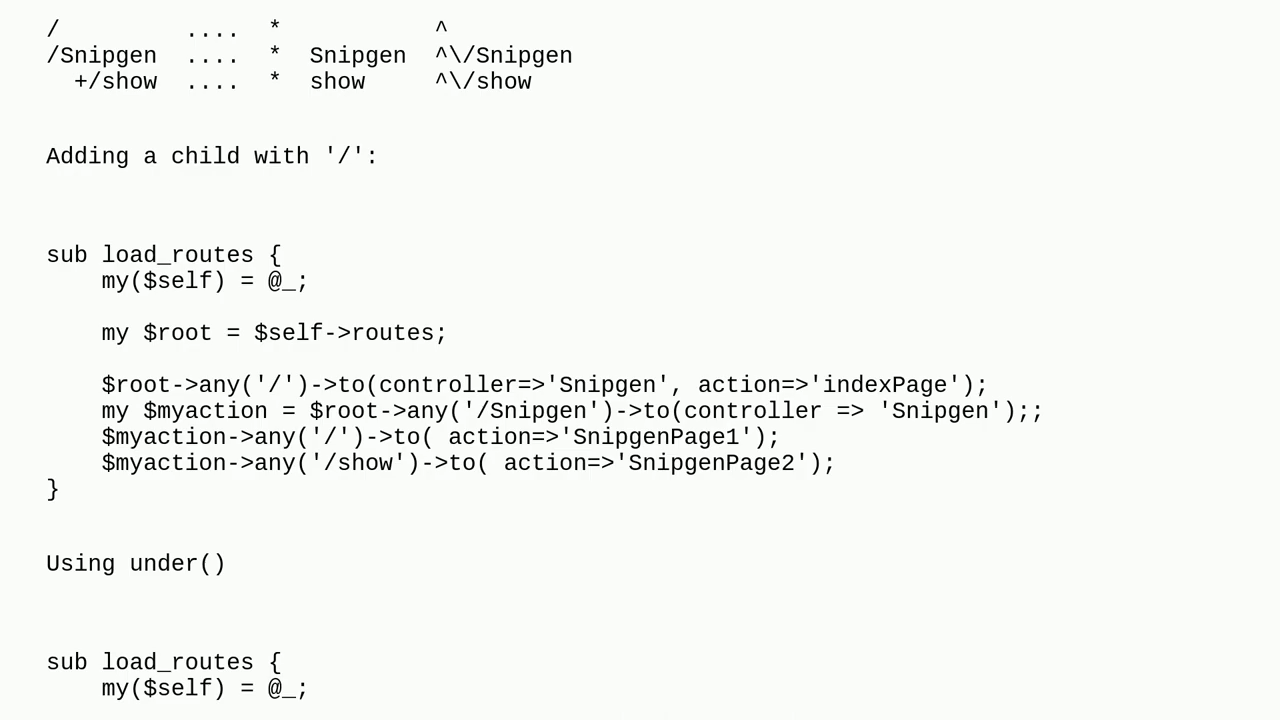 /         ....  *           ^
/Snipgen  ....  *  Snipgen  ^\/Snipgen
  +/show  ....  *  show     ^\/show
Adding a child with '/':
sub load_routes {
    my($self) = @_;
    my $root = $self->routes;
    $root->any('/')->to(controller=>'Snipgen', action=>'indexPage');
    my $myaction = $root->any('/Snipgen')->to(controller => 'Snipgen');;
    $myaction->any('/')->to( action=>'SnipgenPage1');
    $myaction->any('/show')->to( action=>'SnipgenPage2');
}
Using under()
sub load_routes {
    my($self) = @_;